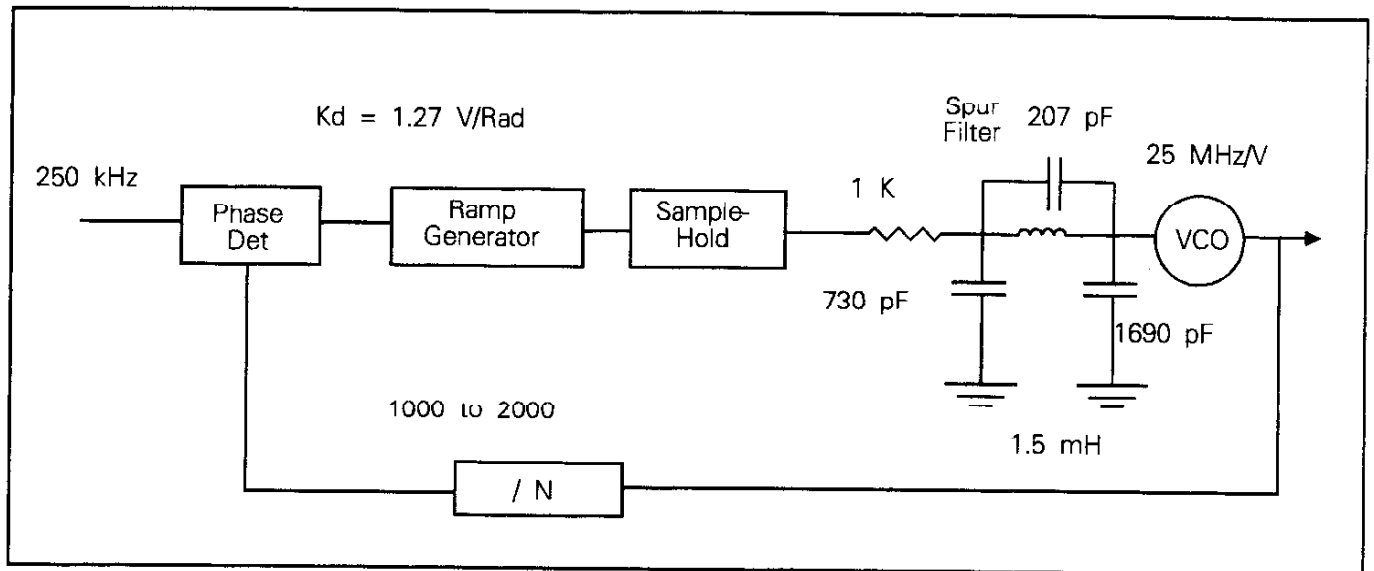 Kd = 1.27 V/Rad
Spur
Filter
207 pF
25 MHz/V
250 kHz
Phase
Det
Ramp
Generator
Sample-
Hold
1 K
VCO
730 pF
1690 pF
1000 to 2000
1.5 mH
/ N